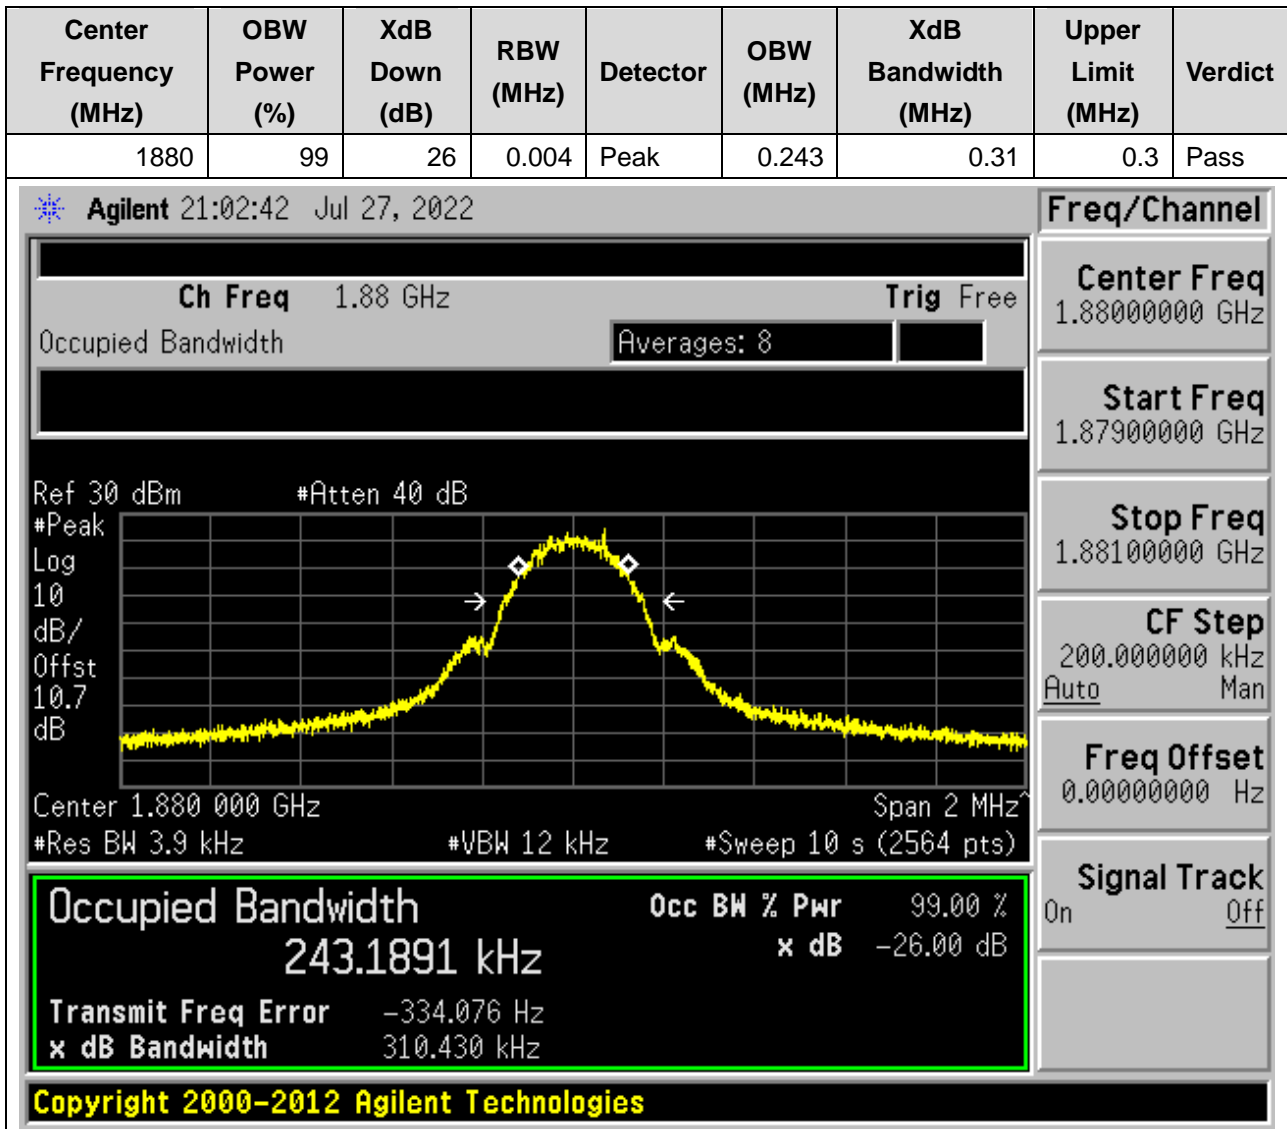 Center Frequency (MHz) OBW Power (%) XdB Down (dB) RBW (MHz) Detector OBW (MHz) XdB Bandwidth (MHz) Upper Limit (MHz) Verdict
1880 99 26 0.004 Peak 0.243 0.31 0.3 Pass
Agilent 21:02:42 Jul 27, 2022
Freq/Channel
Ch Freq 1.88 GHz Trig Free
Occupied Bandwidth Averages: 8
Ref 30 dBm #Atten 40 dB
#Peak
Log
10
dB/
Offst
10.7
dB
Center 1.880 000 GHz Span 2 MHz^
#Res BW 3.9 kHz #VBW 12 kHz #Sweep 10 s (2564 pts)
Occupied Bandwidth Occ BW % Pwr 99.00 %
243.1891 kHz x dB -26.00 dB
Transmit Freq Error -334.076 Hz
x dB Bandwidth 310.430 kHz
Center Freq
1.88000000 GHz
Start Freq
1.87900000 GHz
Stop Freq
1.88100000 GHz
CF Step
200.000000 kHz
Auto Man
Freq Offset
0.00000000 Hz
Signal Track
On Off
Copyright 2000-2012 Agilent Technologies